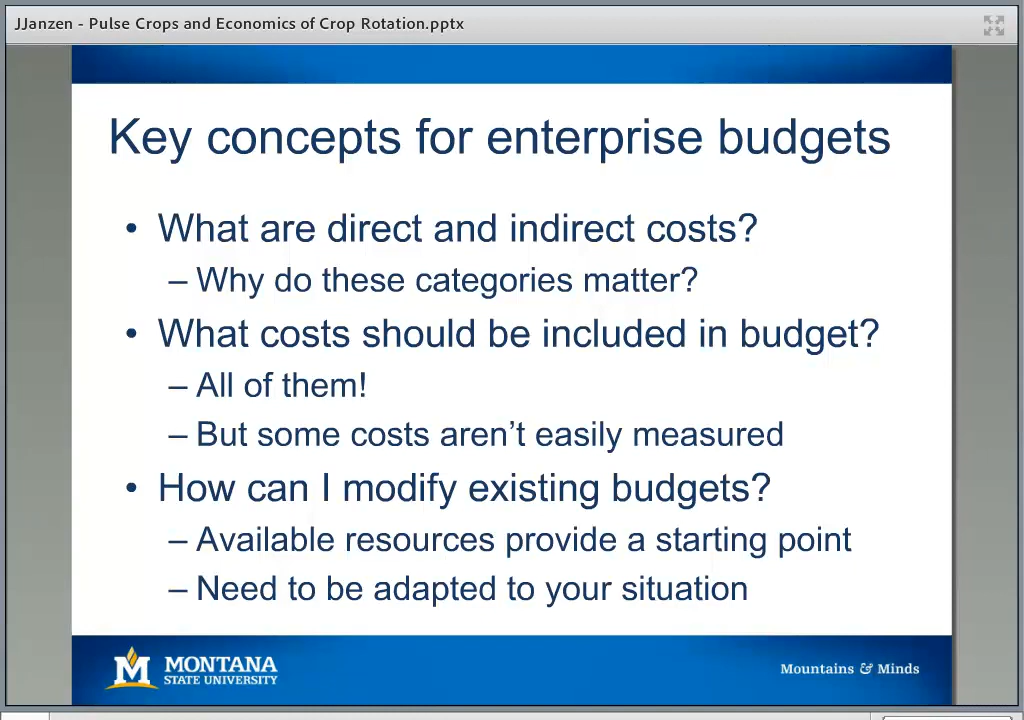 JJanzen - Pulse Crops and Economics of Crop Rotation.pptx
Key concepts for enterprise budgets
• What are direct and indirect costs?
– Why do these categories matter?
• What costs should be included in budget?
– All of them!
– But some costs aren’t easily measured
• How can I modify existing budgets?
– Available resources provide a starting point
– Need to be adapted to your situation
M MONTANA
STATE UNIVERSITY
Mountains & Minds